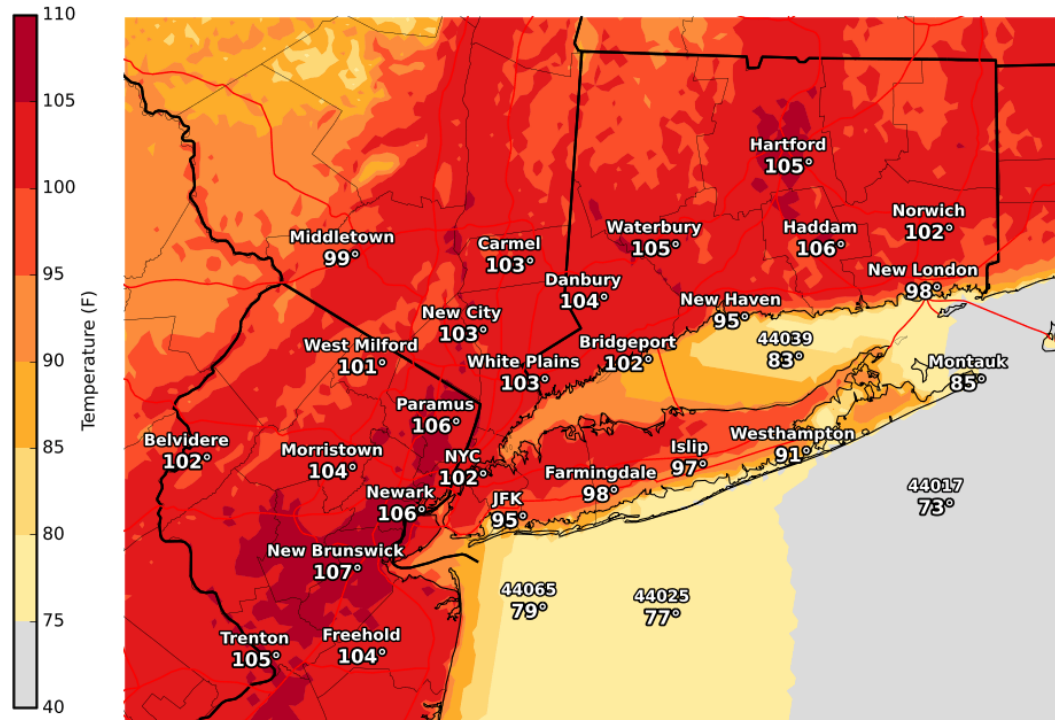 110
105
100
95
90
85
80
75
40
Temperature (F)
Hartford
105°
Norwich
102°
Waterbury
105°
Haddam
106°
Middletown
99°
Carmel
103°
Danbury
104°
New London
98°
New Haven
95°
New City
103°
44039
83°
Bridgeport
102°
West Milford
101°
White Plains
103°
Montauk
85°
Paramus
106°
Belvidere
102°
Morristown
104°
NYC
102°
Islip
97°
Westhampton
91°
Farmingdale
98°
Newark
106°
JFK
95°
44017
73°
New Brunswick
107°
44065
79°
44025
77°
Trenton
105°
Freehold
104°